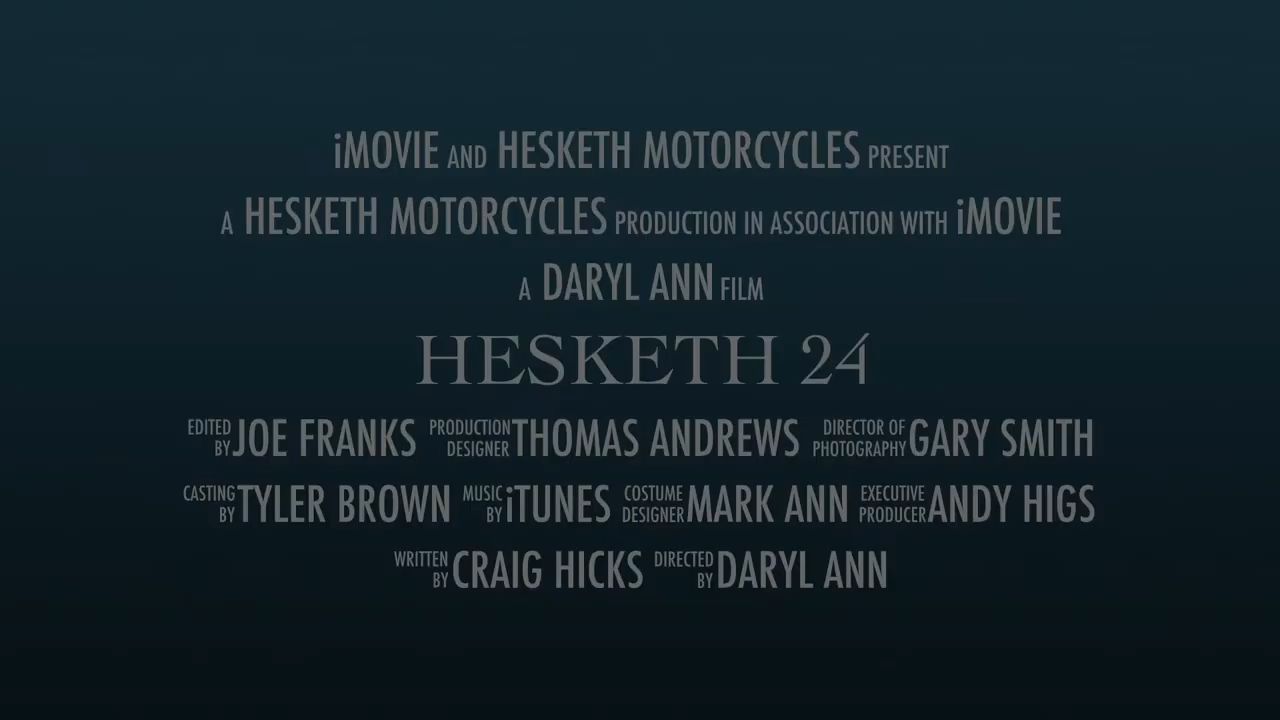 iMOVIE AND HESKETH MOTORCYCLES PRESENT
A HESKETH MOTORCYCLES PRODUCTION IN ASSOCIATION WITH iMOVIE
A DARYL ANN FILM
HESKETH 24
EDITED BY JOE FRANKS PRODUCTION DESIGNER THOMAS ANDREWS DIRECTOR OF PHOTOGRAPHY GARY SMITH
CASTING BY TYLER BROWN MUSIC BY iTUNES COSTUME DESIGNER MARK ANN EXECUTIVE PRODUCER ANDY HIGS
WRITTEN BY CRAIG HICKS DIRECTED BY DARYL ANN